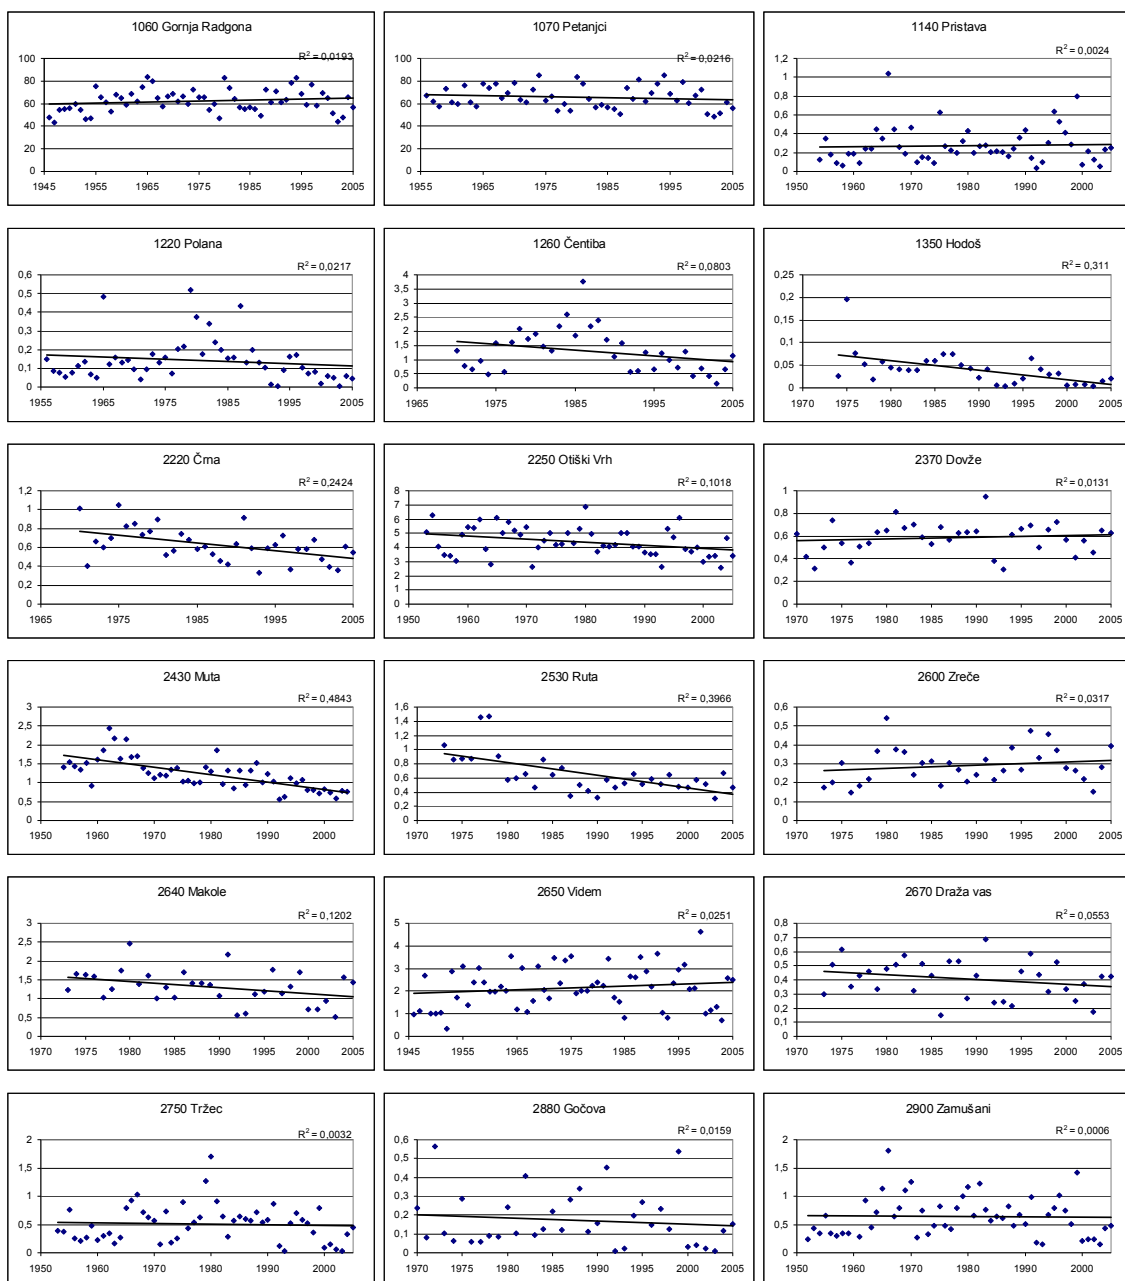 1060 Gornja Radgona
R² = 0,0193
100
80
60
40
20
0
1945 1955 1965 1975 1985 1995 2005
1070 Petanjci
R² = 0,0216
100
80
60
40
20
0
1955 1965 1975 1985 1995 2005
1140 Pristava
R² = 0,0024
1,2
1
0,8
0,6
0,4
0,2
0
1950 1960 1970 1980 1990 2000
1220 Polana
R² = 0,0217
0,6
0,5
0,4
0,3
0,2
0,1
0
1955 1965 1975 1985 1995 2005
1260 Čentiba
R² = 0,0803
4
3,5
3
2,5
2
1,5
1
0,5
0
1965 1975 1985 1995 2005
1350 Hodoš
R² = 0,311
0,25
0,2
0,15
0,1
0,05
0
1970 1975 1980 1985 1990 1995 2000 2005
2220 Črna
R² = 0,2424
1,2
1
0,8
0,6
0,4
0,2
0
1965 1975 1985 1995 2005
2250 Otiški Vrh
R² = 0,1018
8
7
6
5
4
3
2
1
0
1950 1960 1970 1980 1990 2000
2370 Dovže
R² = 0,0131
1
0,8
0,6
0,4
0,2
0
1970 1975 1980 1985 1990 1995 2000 2005
2430 Muta
R² = 0,4843
3
2,5
2
1,5
1
0,5
0
1950 1960 1970 1980 1990 2000
2530 Ruta
R² = 0,3966
1,6
1,4
1,2
1
0,8
0,6
0,4
0,2
0
1970 1975 1980 1985 1990 1995 2000 2005
2600 Zreče
R² = 0,0317
0,6
0,5
0,4
0,3
0,2
0,1
0
1970 1975 1980 1985 1990 1995 2000 2005
2640 Makole
R² = 0,1202
3
2,5
2
1,5
1
0,5
0
1970 1975 1980 1985 1990 1995 2000 2005
2650 Videm
R² = 0,0251
5
4
3
2
1
0
1945 1955 1965 1975 1985 1995 2005
2670 Draža vas
R² = 0,0553
0,8
0,7
0,6
0,5
0,4
0,3
0,2
0,1
0
1970 1975 1980 1985 1990 1995 2000 2005
2750 Tržec
R² = 0,0032
2
1,5
1
0,5
0
1950 1960 1970 1980 1990 2000
2880 Gočova
R² = 0,0159
0,6
0,5
0,4
0,3
0,2
0,1
0
1970 1975 1980 1985 1990 1995 2000 2005
2900 Zamušani
R² = 0,0006
2
1,5
1
0,5
0
1950 1960 1970 1980 1990 2000